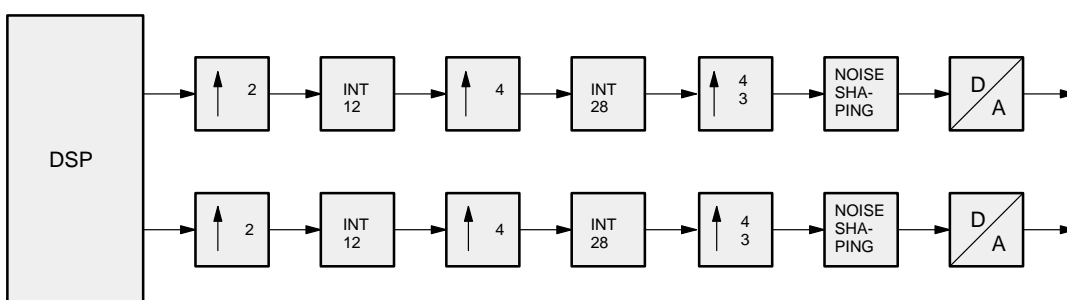 2
INT
12
4
INT
28
4
3
NOISE
SHA-
PING
D
A
DSP
2
INT
12
4
INT
28
4
3
NOISE
SHA-
PING
D
A